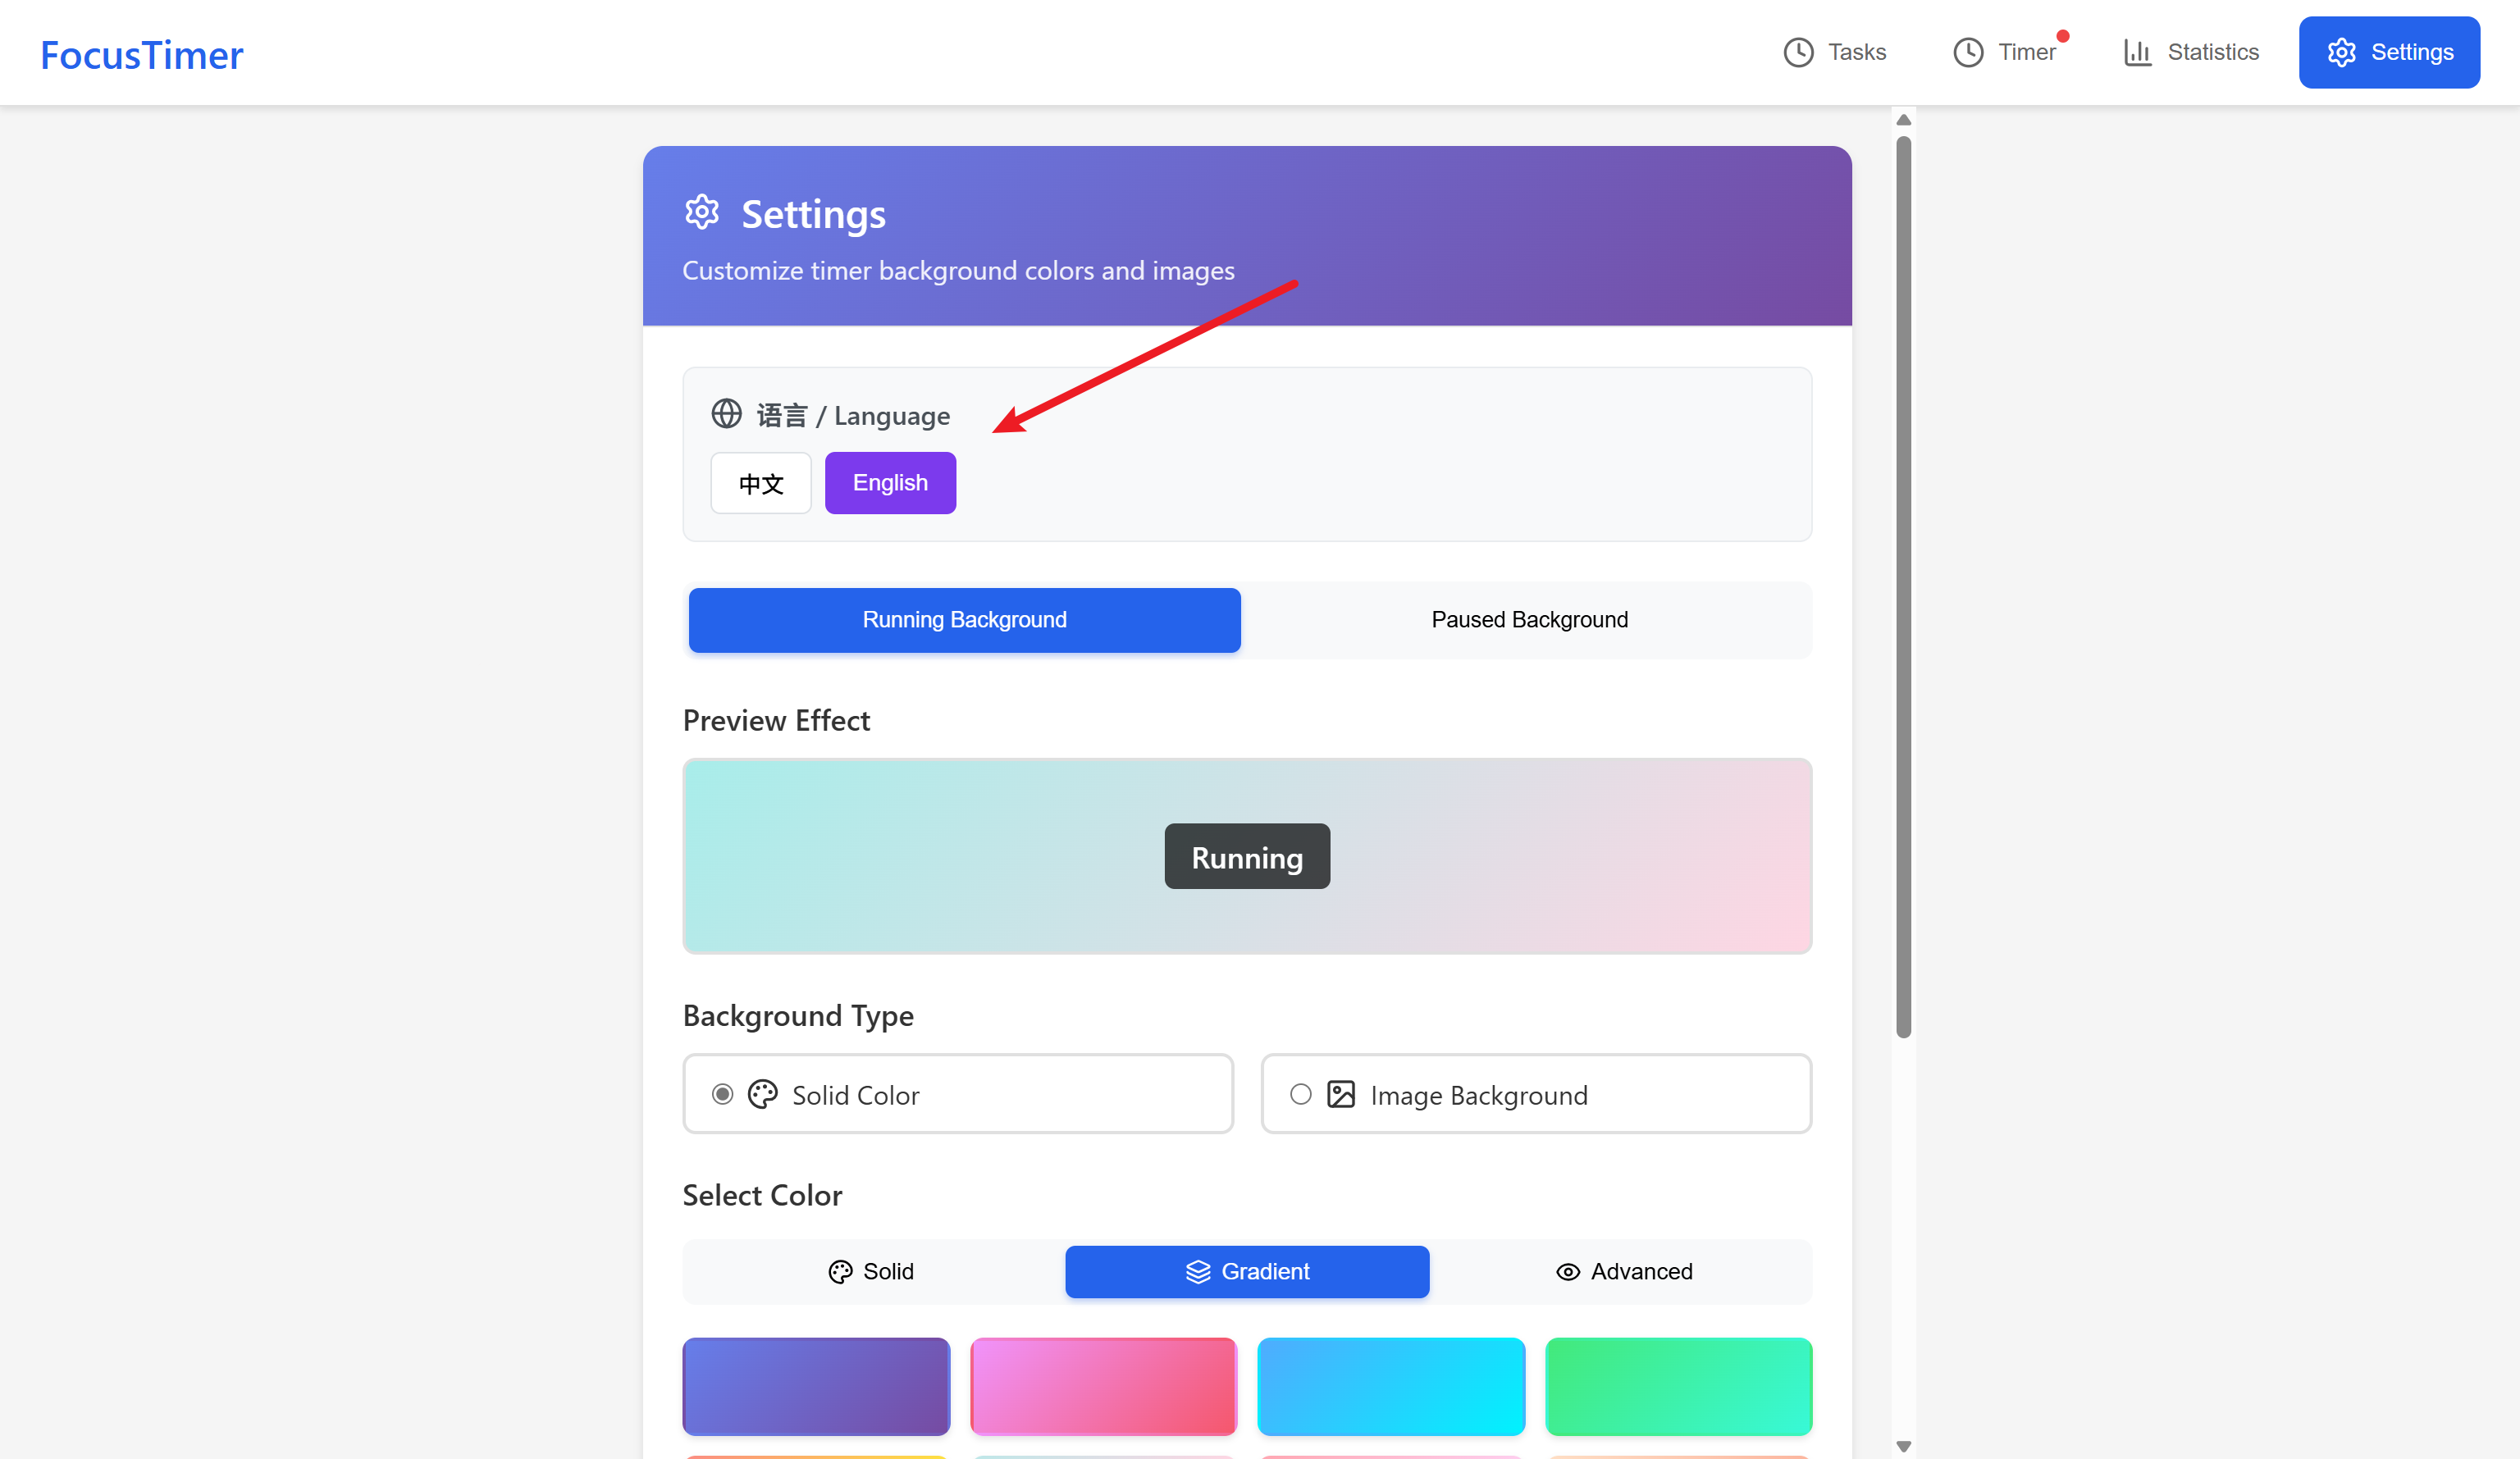 FocusTimer
Tasks
Timer
Statistics
Settings
Settings
Customize timer background colors and images
语言 / Language
中文
English
Running Background
Paused Background
Preview Effect
Running
Background Type
Solid Color
Image Background
Select Color
Solid
Gradient
Advanced